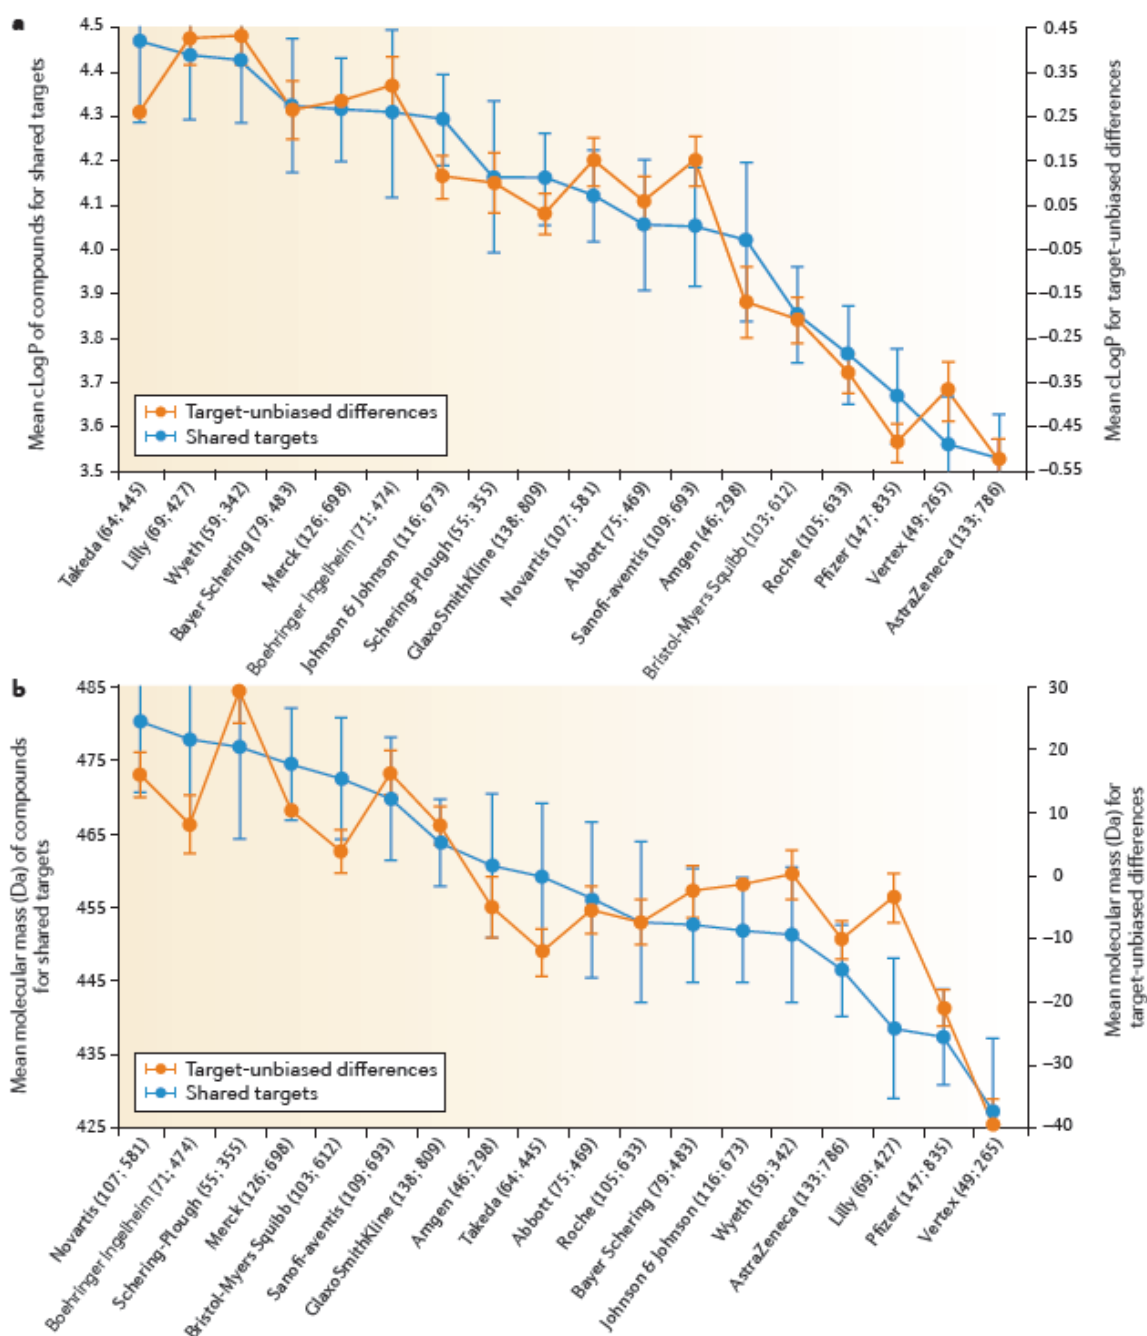 a
Mean cLogP of compounds for shared targets
4.5
4.4
4.3
4.2
4.1
4.0
3.9
3.8
3.7
3.6
3.5
0.45
0.35
0.25
0.15
0.05
−0.05
−0.15
−0.25
−0.35
−0.45
−0.55
Mean cLogP for target-unbiased differences
Target-unbiased differences
Shared targets
Takeda (64; 445)
Lilly (69; 427)
Wyeth (59; 342)
Bayer Schering (79; 483)
Merck (126; 698)
Boehringer Ingelheim (71; 474)
Johnson & Johnson (116; 673)
Schering-Plough (55; 355)
GlaxoSmithKline (138; 809)
Novartis (107; 581)
Abbott (75; 469)
Sanofi-aventis (109; 693)
Amgen (46; 298)
Bristol-Myers Squibb (103; 612)
Roche (105; 633)
Pfizer (147; 835)
Vertex (49; 265)
AstraZeneca (133; 786)
b
Mean molecular mass (Da) of compounds
for shared targets
485
475
465
455
445
435
425
30
20
10
0
−10
−20
−30
−40
Mean molecular mass (Da) for
target-unbiased differences
Target-unbiased differences
Shared targets
Novartis (107; 581)
Boehringer Ingelheim (71; 474)
Schering-Plough (55; 355)
Merck (126; 698)
Bristol-Myers Squibb (103; 612)
Sanofi-aventis (109; 693)
GlaxoSmithKline (138; 809)
Amgen (46; 298)
Takeda (64; 445)
Abbott (75; 469)
Roche (105; 633)
Bayer Schering (79; 483)
Johnson & Johnson (116; 673)
Wyeth (59; 342)
AstraZeneca (133; 786)
Lilly (69; 427)
Pfizer (147; 835)
Vertex (49; 265)